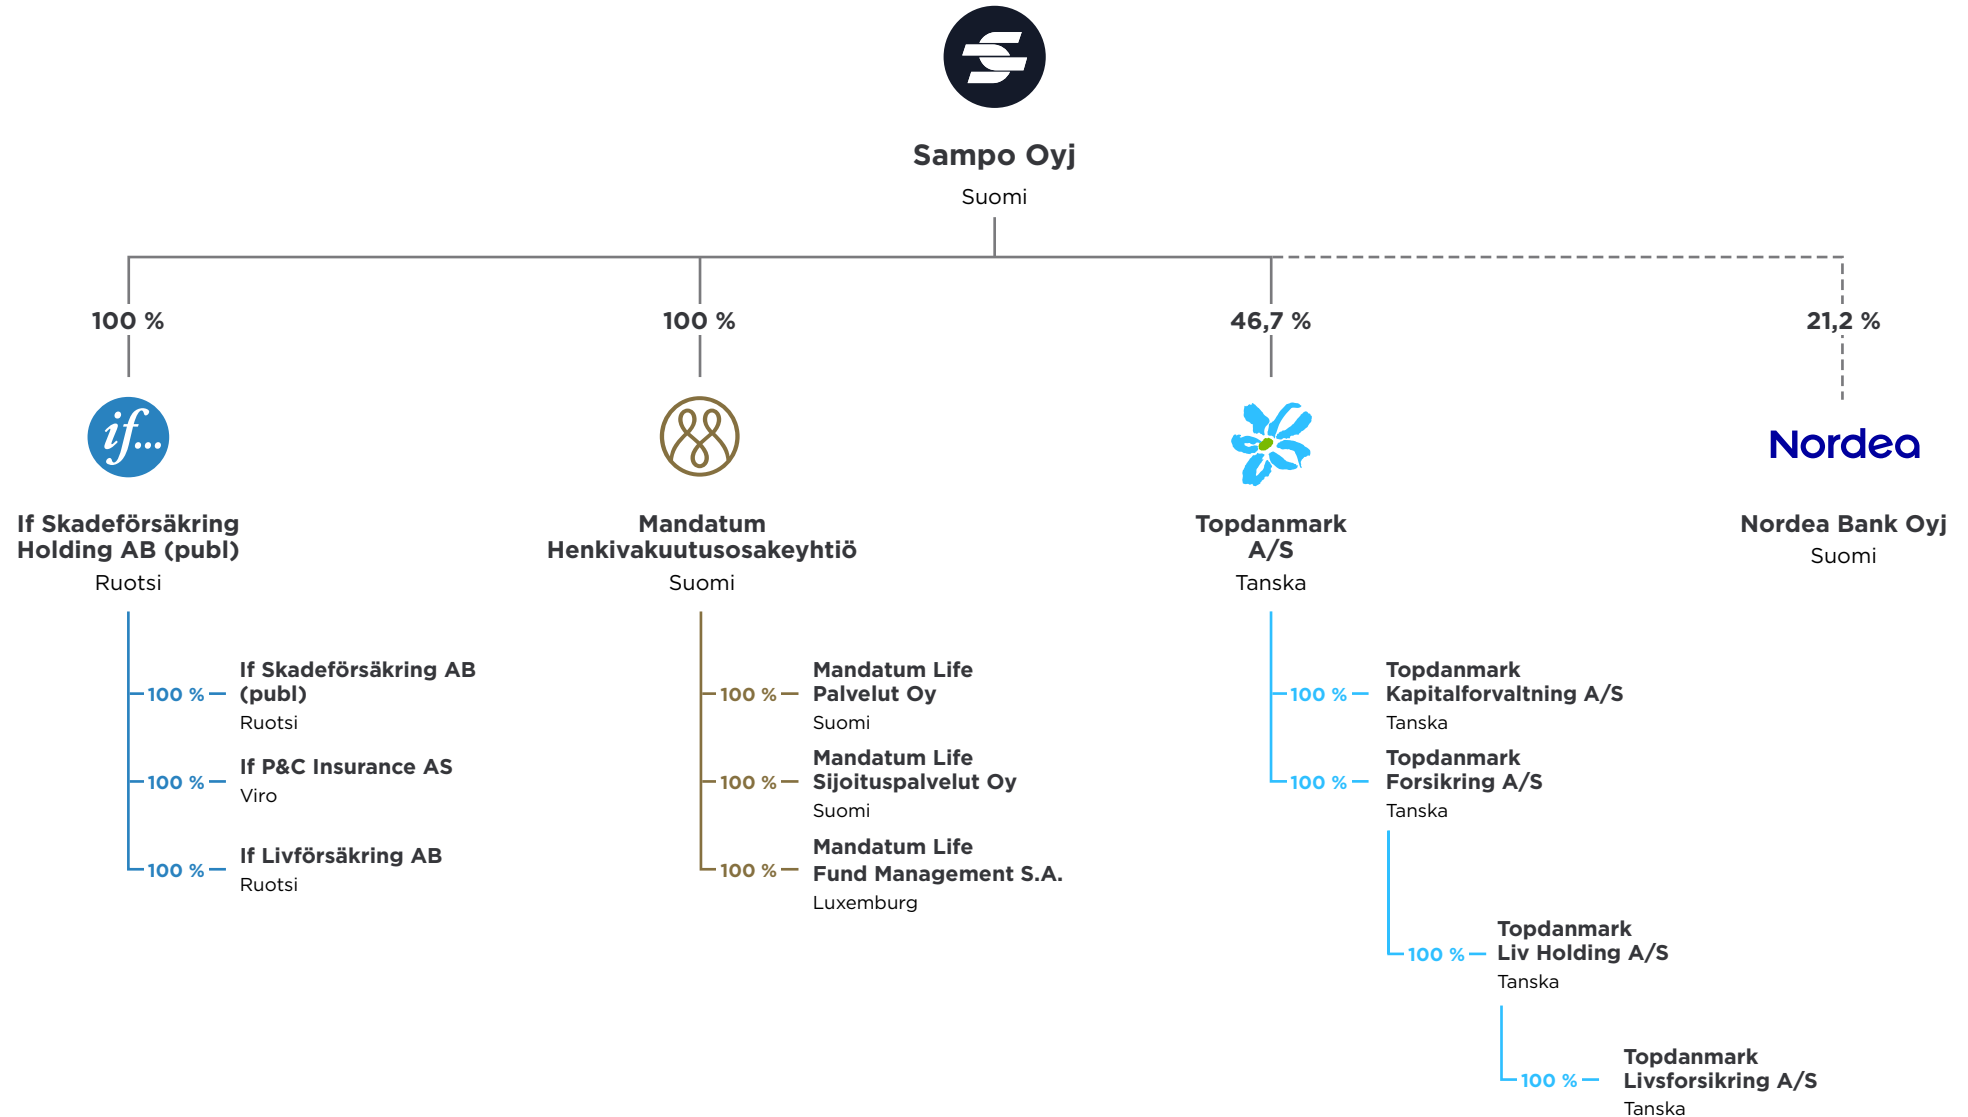 Sampo Oyj
Suomi
100 %
100 %
46,7 %
21,2 %
if...
Nordea
If Skadeförsäkring
Holding AB (publ)
Ruotsi
Mandatum
Henkivakuutusosakeyhtiö
Suomi
Topdanmark
A/S
Tanska
Nordea Bank Oyj
Suomi
100 %
If Skadeförsäkring AB
(publ)
Ruotsi
100 %
If P&C Insurance AS
Viro
100 %
If Livförsäkring AB
Ruotsi
100 %
Mandatum Life
Palvelut Oy
Suomi
100 %
Mandatum Life
Sijoituspalvelut Oy
Suomi
100 %
Mandatum Life
Fund Management S.A.
Luxemburg
100 %
Topdanmark
Kapitalforvaltning A/S
Tanska
100 %
Topdanmark
Forsikring A/S
Tanska
100 %
Topdanmark
Liv Holding A/S
Tanska
100 %
Topdanmark
Livsforsikring A/S
Tanska